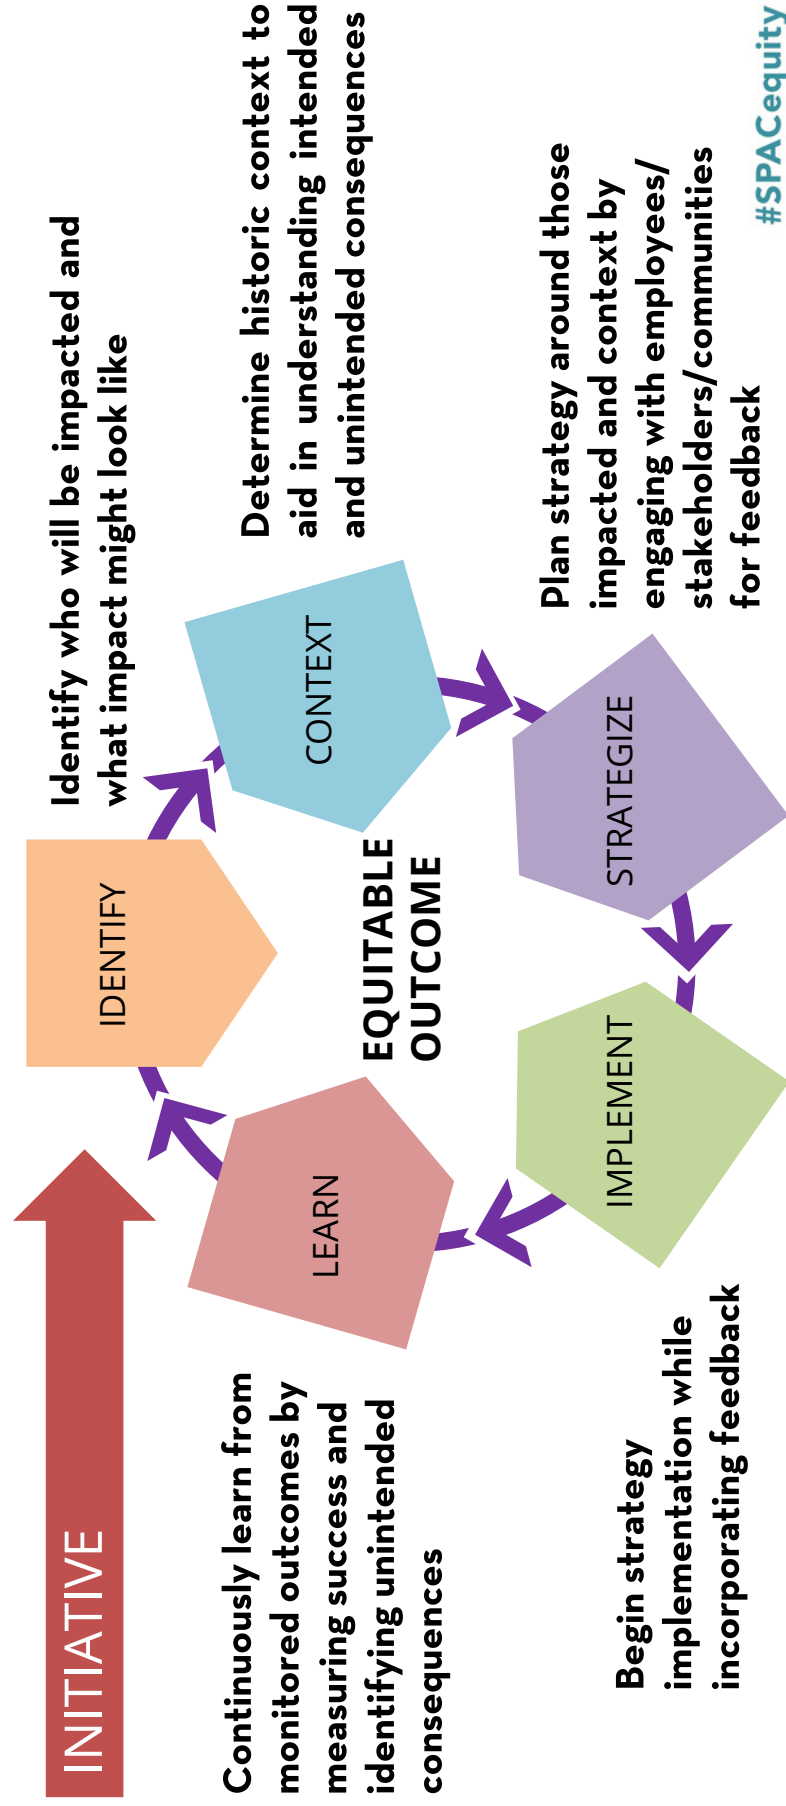 INITIATIVE
IDENTIFY
Identify who will be impacted and
what impact might look like
CONTEXT
Determine historic context to
aid in understanding intended
and unintended consequences
STRATEGIZE
Plan strategy around those
impacted and context by
engaging with employees/
stakeholders/communities
for feedback
IMPLEMENT
Begin strategy
implementation while
incorporating feedback
LEARN
Continuously learn from
monitored outcomes by
measuring success and
identifying unintended
consequences
EQUITABLE
OUTCOME
#SPACequity